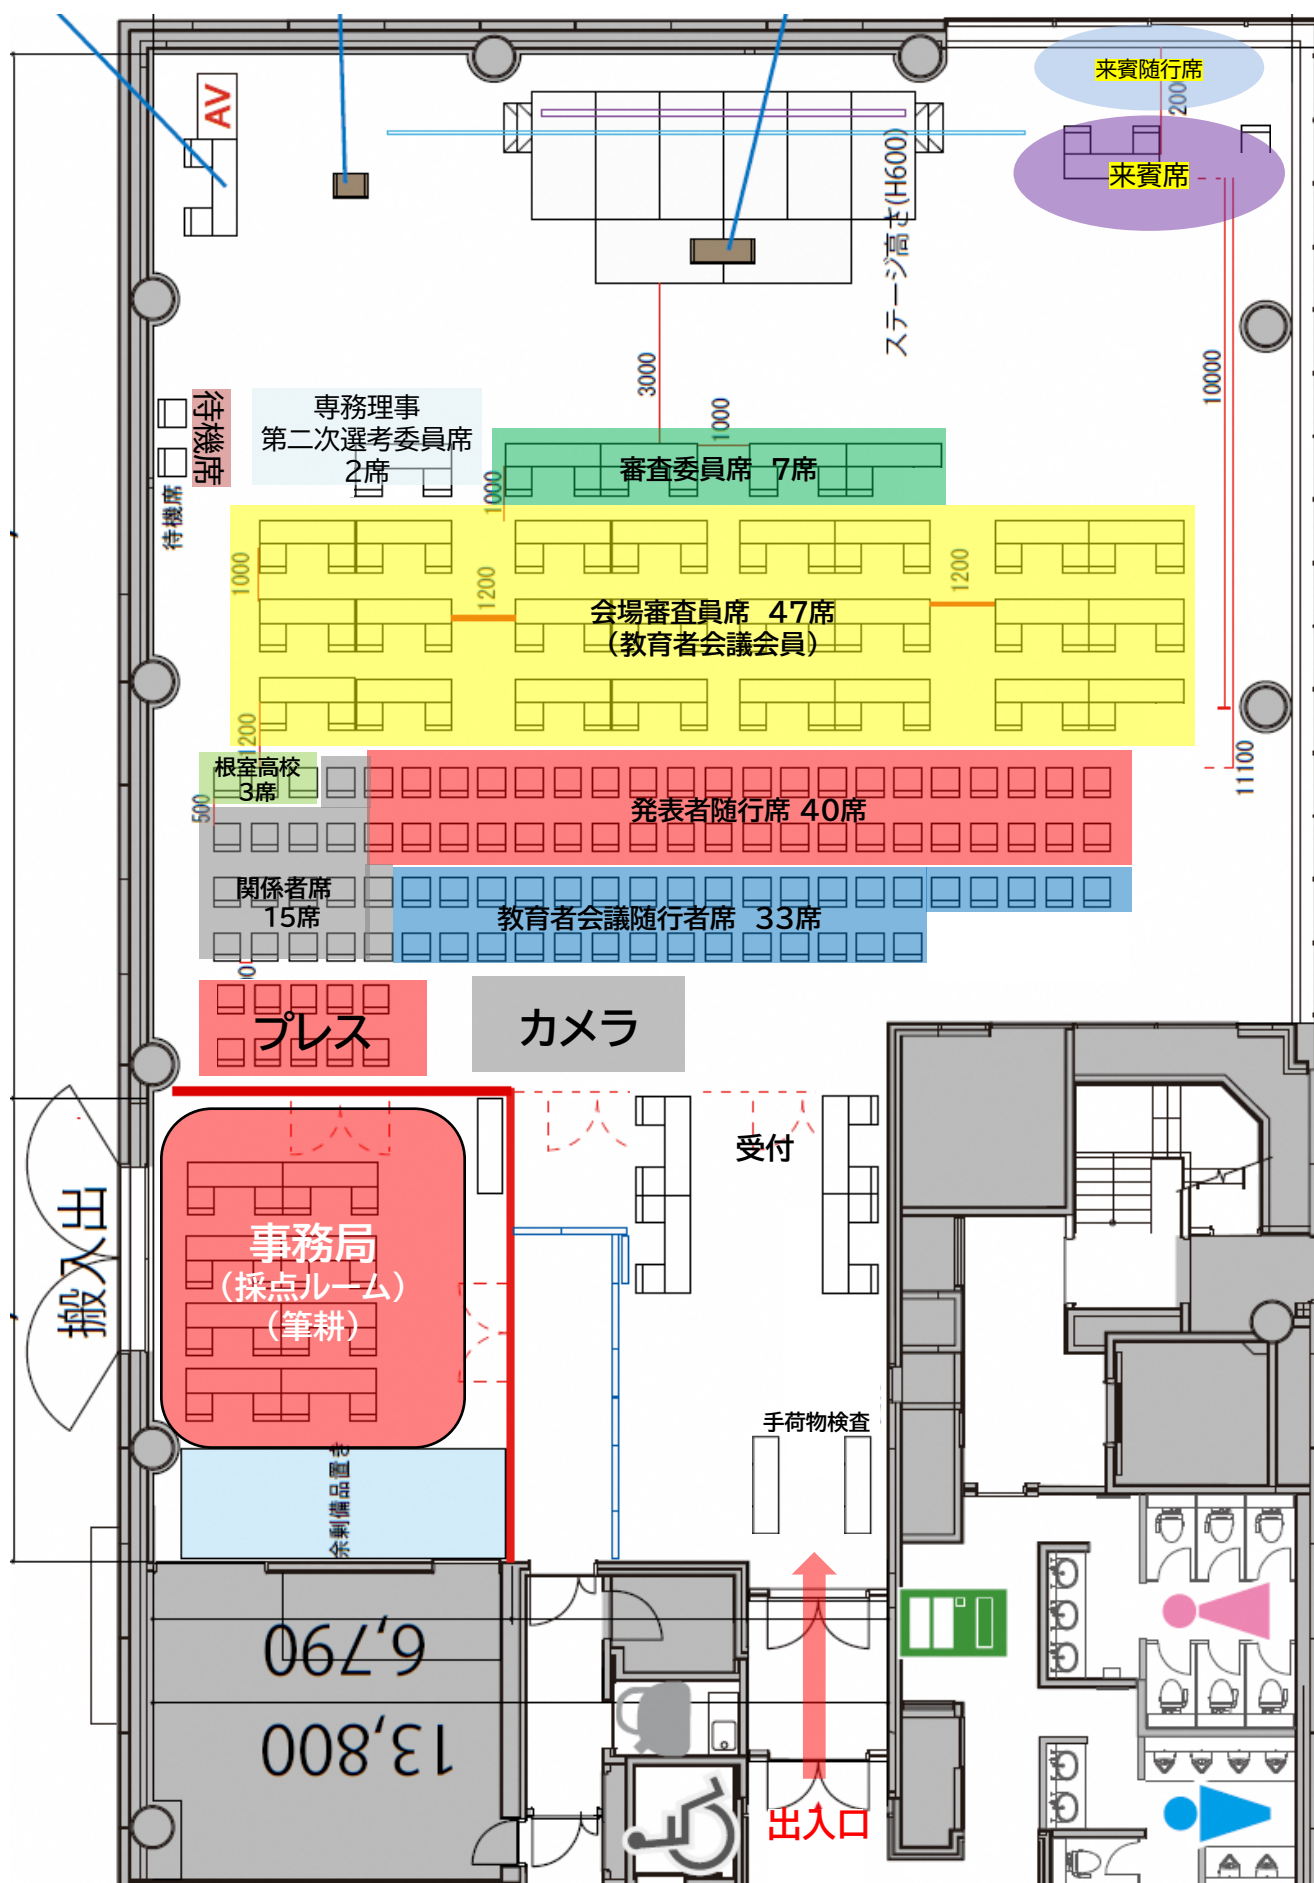 来賓随行席
200
AV
来賓席
ステージ高さ(H600)
3000
1000
10000
待機席
専務理事
第二次選考委員席
2席
審査委員席 7席
待機席
1000
1000
1200
1200
会場審査員席 47席
(教育者会議会員)
1200
根室高校
3席
11100
500
発表者随行席 40席
関係者席
15席
教育者会議随行者席 33席
プレス
カメラ
受付
搬入出
事務局
(採点ルーム)
(筆耕)
手荷物検査
余剰備品置き
6,790
13,800
出入口